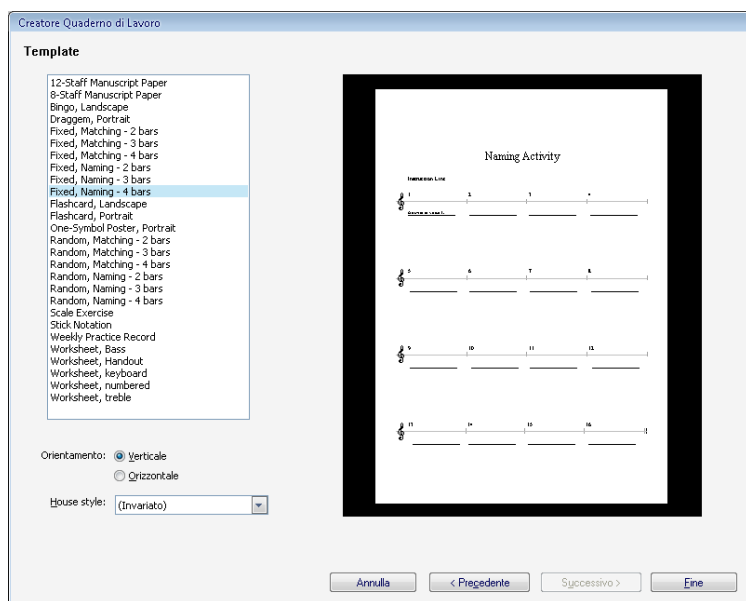 Creatore Quaderno di Lavoro
Template
12-Staff Manuscript Paper
8-Staff Manuscript Paper
Bingo, Landscape
Draggem, Portrait
Fixed, Matching - 2 bars
Fixed, Matching - 3 bars
Fixed, Matching - 4 bars
Fixed, Naming - 2 bars
Fixed, Naming - 3 bars
Fixed, Naming - 4 bars
Flashcard, Landscape
Flashcard, Portrait
One-Symbol Poster, Portrait
Random, Matching - 2 bars
Random, Matching - 3 bars
Random, Matching - 4 bars
Random, Naming - 2 bars
Random, Naming - 3 bars
Random, Naming - 4 bars
Scale Exercise
Stick Notation
Weekly Practice Record
Worksheet, Bass
Worksheet, Handout
Worksheet, keyboard
Worksheet, numbered
Worksheet, treble
Orientamento: Verticale
Orizzontale
House style: (Invariato)
Naming Activity
Instruction Line
1 2 3 4
5 6 7 8
9 10 11 12
13 14 15 16
Annulla < Precedente Successivo > Fine